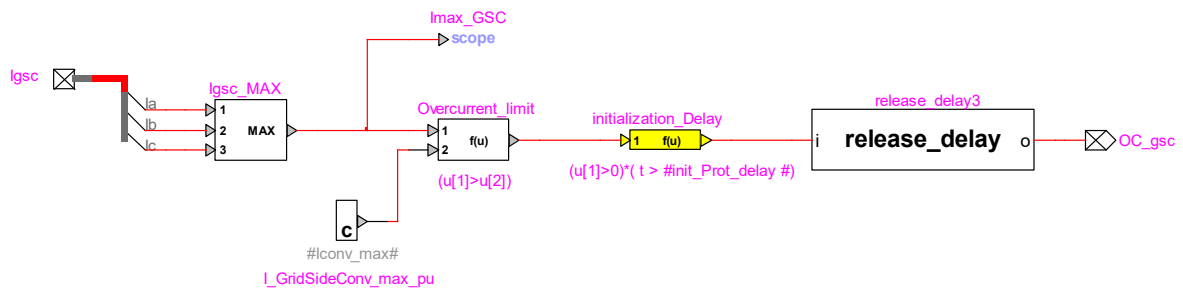 Imax_GSC
scope
Igsc
Igsc_MAX
Ia
Ib
Ic
1
2
3
MAX
Overcurrent_limit
1
2
f(u)
(u[1]>u[2])
initialization_Delay
1
f(u)
(u[1]>0)*( t > #init_Prot_delay #)
release_delay3
i
release_delay
o
OC_gsc
c
#Iconv_max#
I_GridSideConv_max_pu